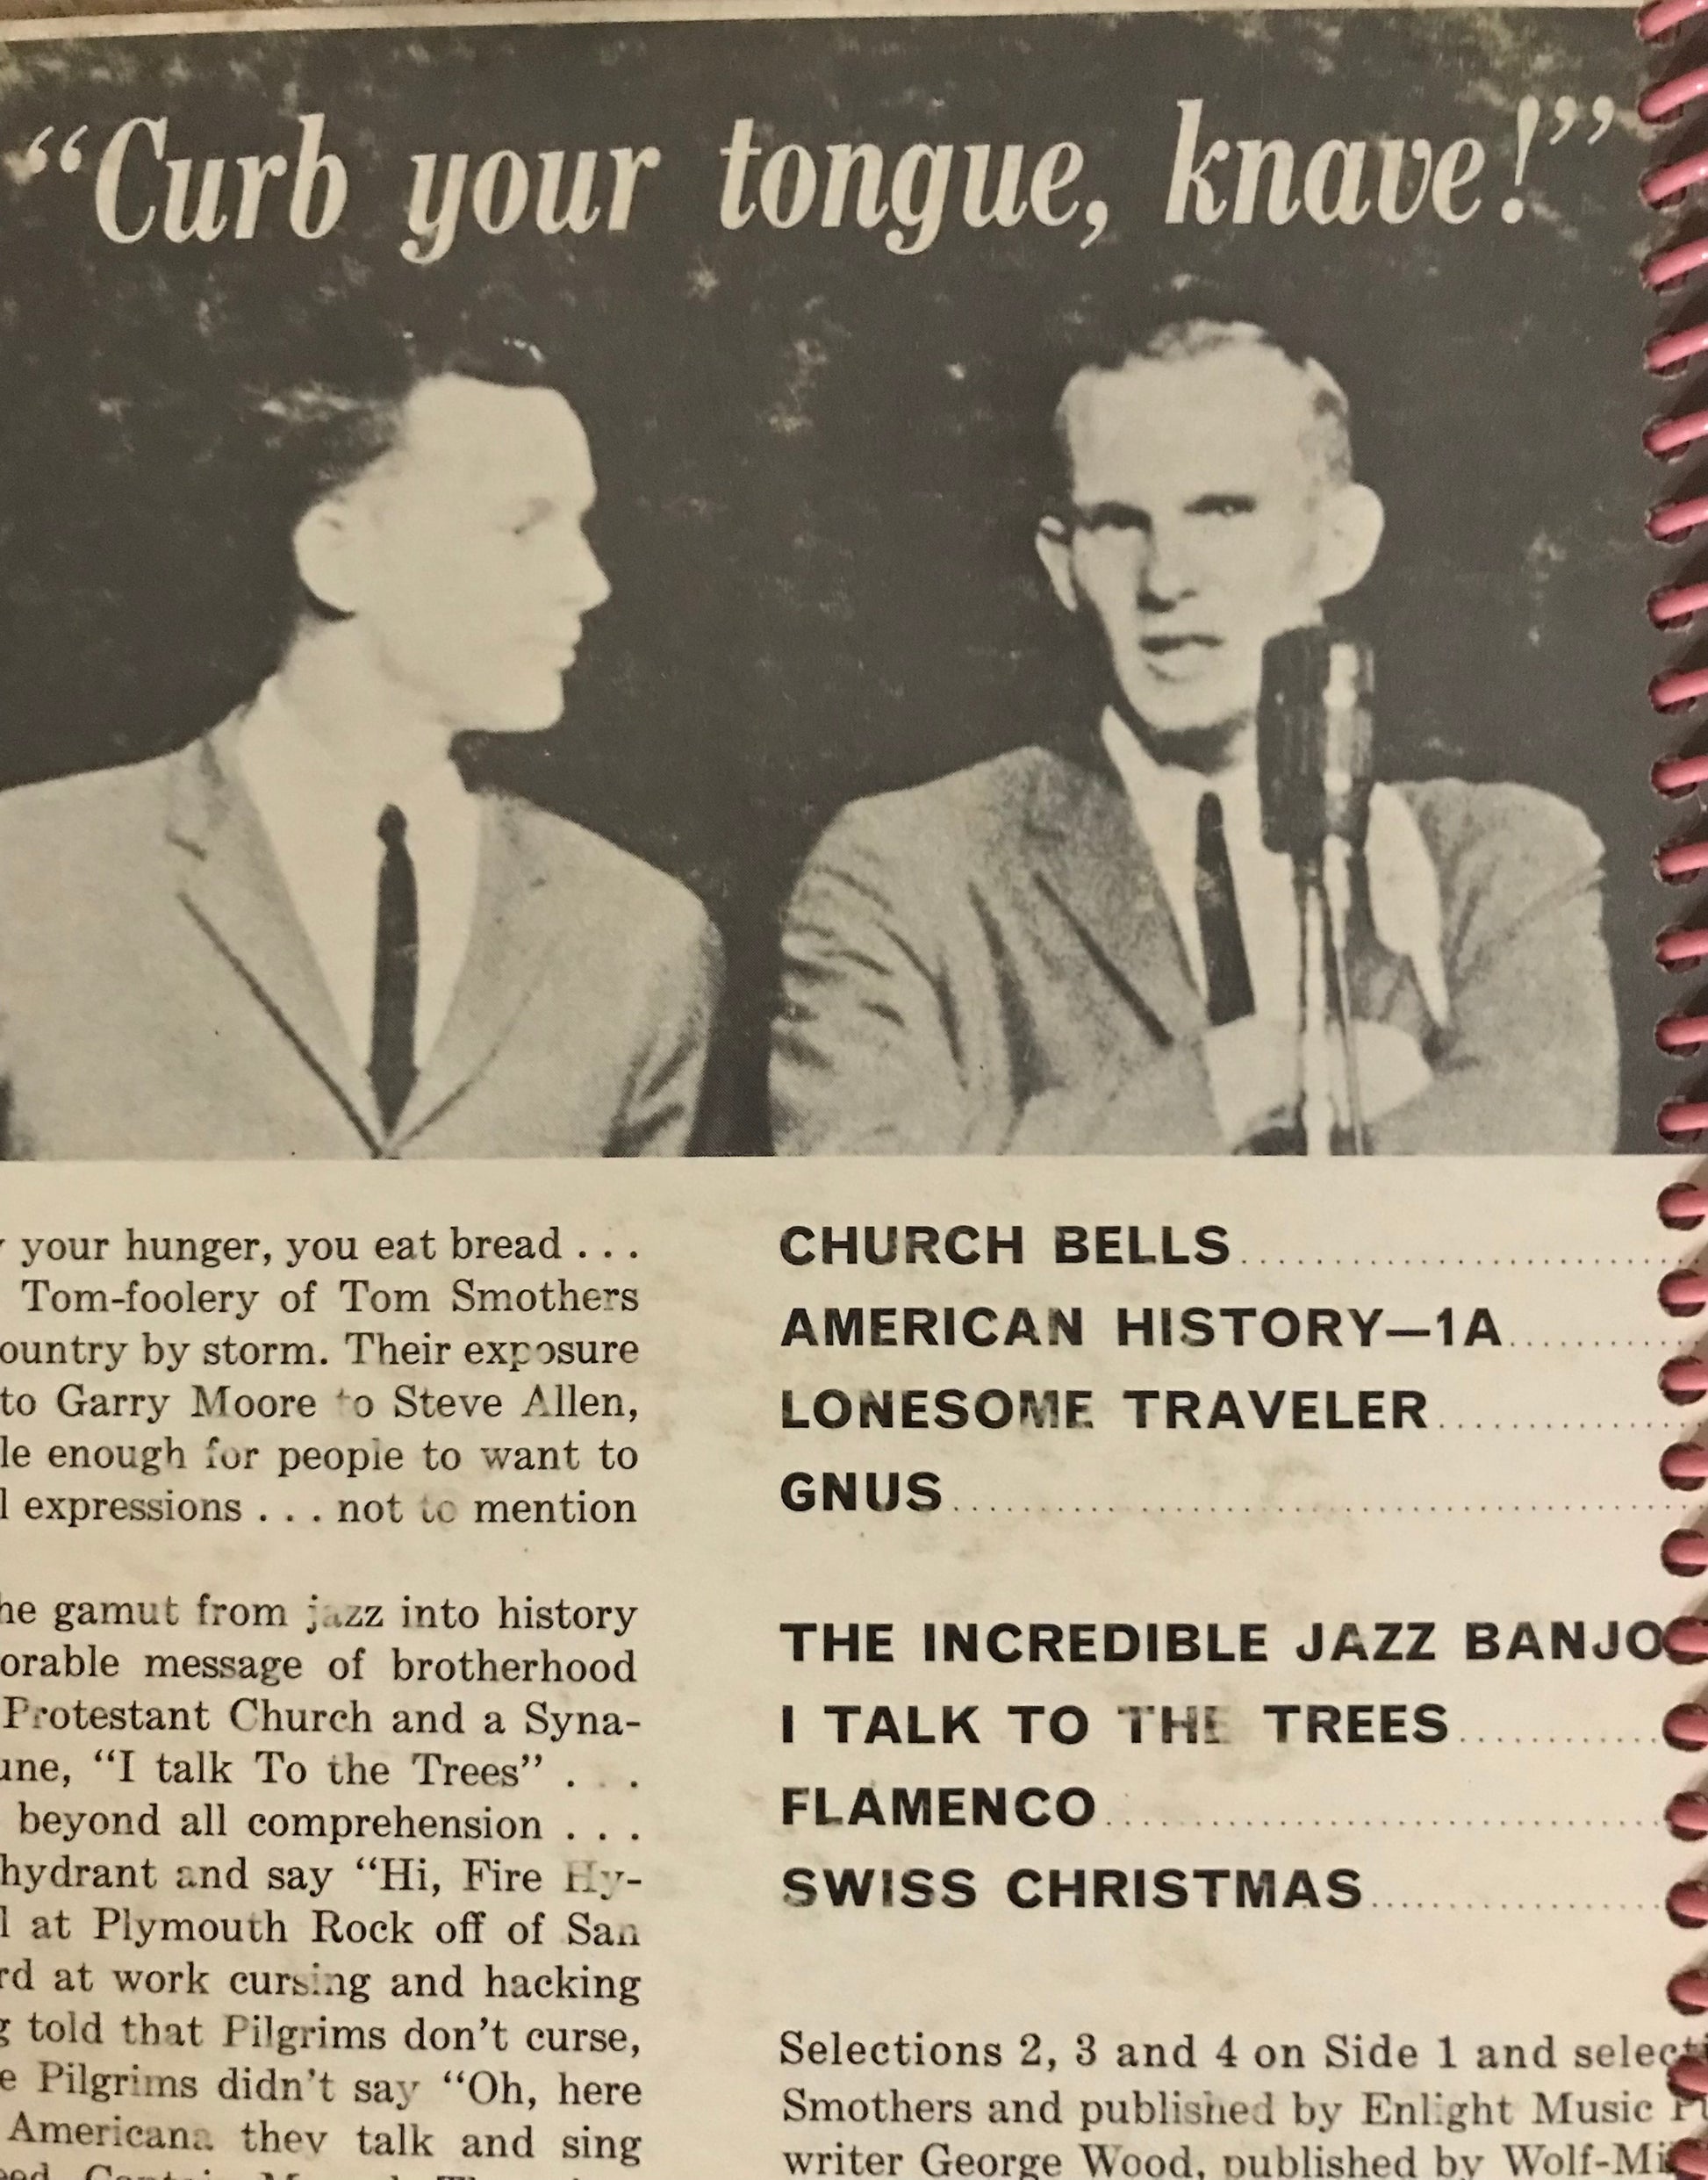 “Curb your tongue, knave!”
your hunger, you eat bread . . .
Tom-foolery of Tom Smothers
ountry by storm. Their exposure
to Garry Moore to Steve Allen,
le enough for people to want to
l expressions . . . not to mention
he gamut from jazz into history
orable message of brotherhood
Protestant Church and a Syna-
une, “I talk To the Trees” . . .
beyond all comprehension . . .
hydrant and say “Hi, Fire Hy-
l at Plymouth Rock off of San
rd at work cursing and hacking
g told that Pilgrims don’t curse,
e Pilgrims didn’t say “Oh, here
Americana they talk and sing
CHURCH BELLS
AMERICAN HISTORY—1A
LONESOME TRAVELER
GNUS
THE INCREDIBLE JAZZ BANJO
I TALK TO THE TREES
FLAMENCO
SWISS CHRISTMAS
Selections 2, 3 and 4 on Side 1 and selecti
Smothers and published by Enlight Music Pu
writer George Wood, published by Wolf-Mi